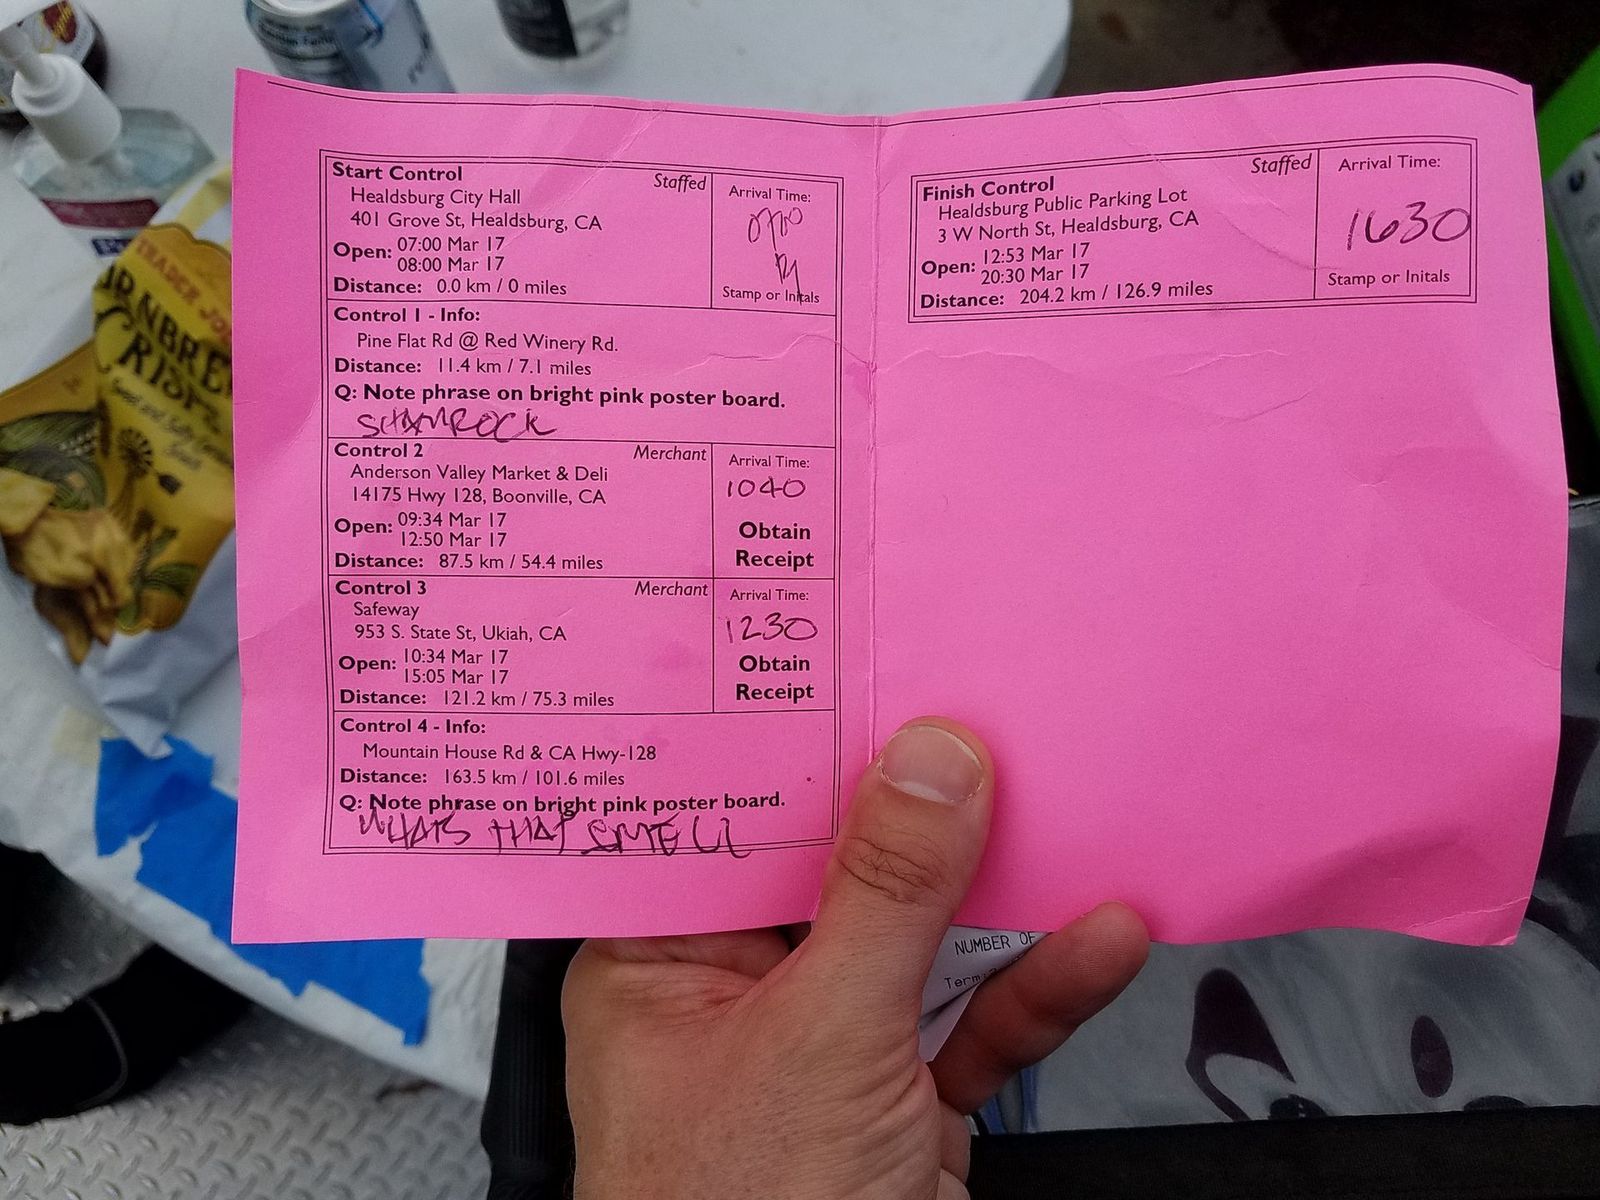 Start Control
Staffed
Healdsburg City Hall
401 Grove St, Healdsburg, CA
Open: 07:00 Mar 17
08:00 Mar 17
Distance: 0.0 km / 0 miles
Arrival Time:
0700
Stamp or Initals
Control 1 - Info:
Pine Flat Rd @ Red Winery Rd.
Distance: 11.4 km / 7.1 miles
Q: Note phrase on bright pink poster board.
SHAMROCK
Control 2
Merchant
Anderson Valley Market & Deli
14175 Hwy 128, Boonville, CA
Open: 09:34 Mar 17
12:50 Mar 17
Distance: 87.5 km / 54.4 miles
Arrival Time:
1040
Obtain
Receipt
Control 3
Merchant
Safeway
953 S. State St, Ukiah, CA
Open: 10:34 Mar 17
15:05 Mar 17
Distance: 121.2 km / 75.3 miles
Arrival Time:
1230
Obtain
Receipt
Control 4 - Info:
Mountain House Rd & CA Hwy-128
Distance: 163.5 km / 101.6 miles
Q: Note phrase on bright pink poster board.
WHATS THAT SMELL
Finish Control
Staffed
Healdsburg Public Parking Lot
3 W North St, Healdsburg, CA
Open: 12:53 Mar 17
20:30 Mar 17
Distance: 204.2 km / 126.9 miles
Arrival Time:
1630
Stamp or Initals
NUMBER OF
TRADER